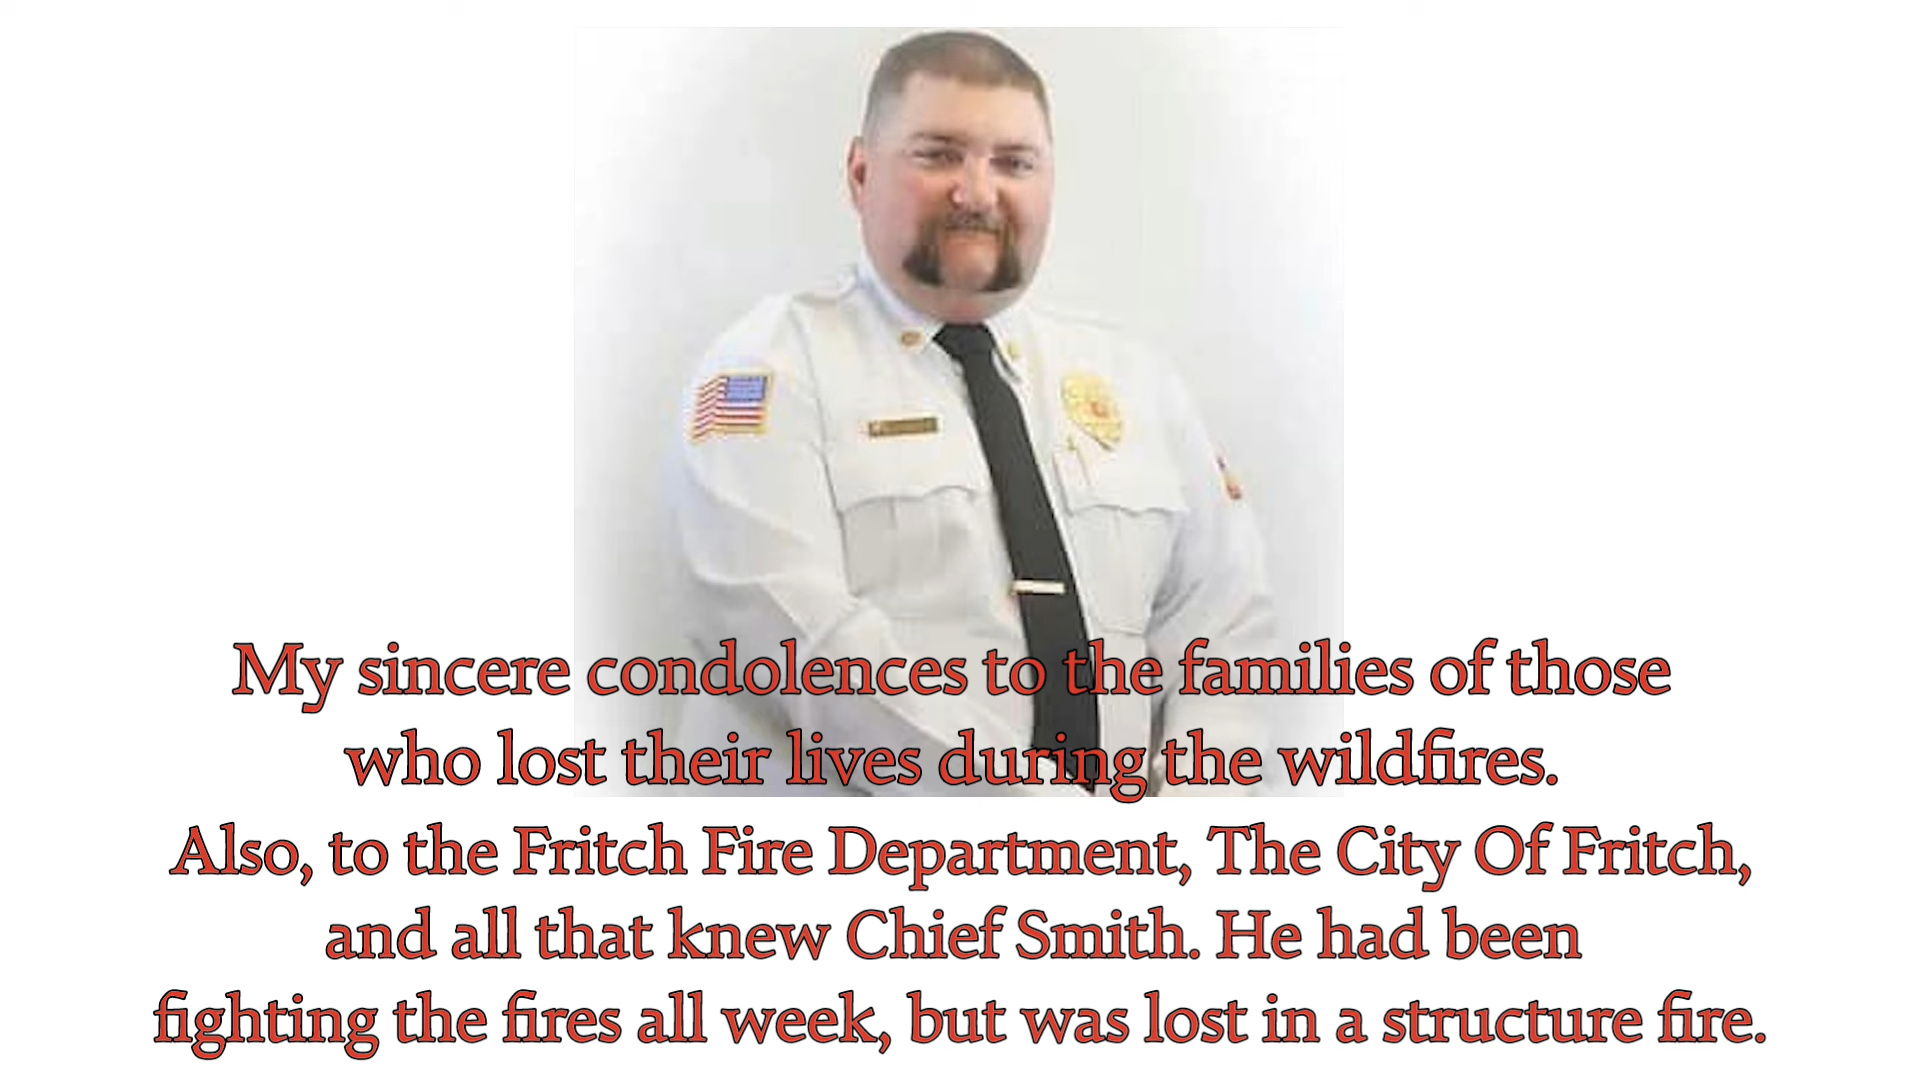 My sincere condolences to the families of those
who lost their lives during the wildfires.
Also, to the Fritch Fire Department, The City Of Fritch,
and all that knew Chief Smith. He had been
fighting the fires all week, but was lost in a structure fire.